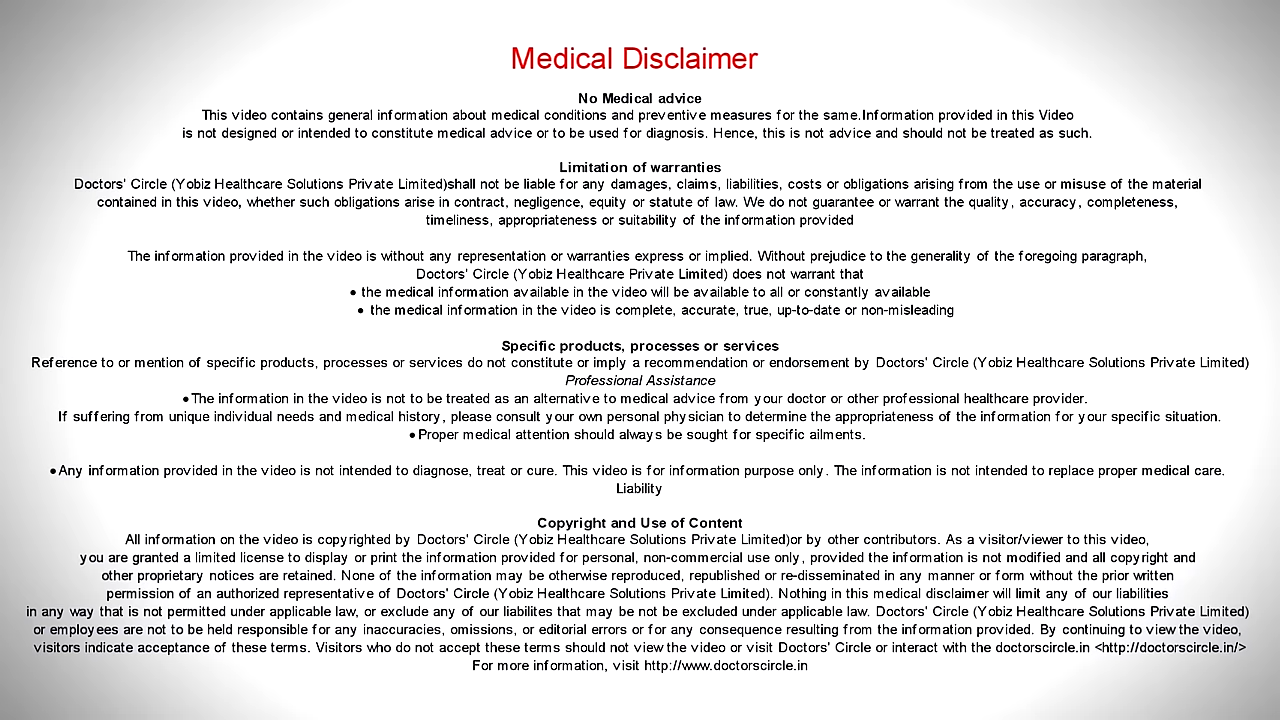 Medical Disclaimer
No Medical advice
This video contains general information about medical conditions and preventive measures for the same.Information provided in this Video
is not designed or intended to constitute medical advice or to be used for diagnosis. Hence, this is not advice and should not be treated as such.
Limitation of warranties
Doctors' Circle (Yobiz Healthcare Solutions Private Limited)shall not be liable for any damages, claims, liabilities, costs or obligations arising from the use or misuse of the material
contained in this video, whether such obligations arise in contract, negligence, equity or statute of law. We do not guarantee or warrant the quality, accuracy, completeness,
timeliness, appropriateness or suitability of the information provided
The information provided in the video is without any representation or warranties express or implied. Without prejudice to the generality of the foregoing paragraph,
Doctors' Circle (Yobiz Healthcare Private Limited) does not warrant that
• the medical information available in the video will be available to all or constantly available
• the medical information in the video is complete, accurate, true, up-to-date or non-misleading
Specific products, processes or services
Reference to or mention of specific products, processes or services do not constitute or imply a recommendation or endorsement by Doctors' Circle (Yobiz Healthcare Solutions Private Limited)
Professional Assistance
•The information in the video is not to be treated as an alternative to medical advice from your doctor or other professional healthcare provider.
If suffering from unique individual needs and medical history, please consult your own personal physician to determine the appropriateness of the information for your specific situation.
•Proper medical attention should always be sought for specific ailments.
•Any information provided in the video is not intended to diagnose, treat or cure. This video is for information purpose only. The information is not intended to replace proper medical care.
Liability
Copyright and Use of Content
All information on the video is copyrighted by Doctors' Circle (Yobiz Healthcare Solutions Private Limited)or by other contributors. As a visitor/viewer to this video,
you are granted a limited license to display or print the information provided for personal, non-commercial use only, provided the information is not modified and all copyright and
other proprietary notices are retained. None of the information may be otherwise reproduced, republished or re-disseminated in any manner or form without the prior written
permission of an authorized representative of Doctors' Circle (Yobiz Healthcare Solutions Private Limited). Nothing in this medical disclaimer will limit any of our liabilities
in any way that is not permitted under applicable law, or exclude any of our liabilites that may be not be excluded under applicable law. Doctors' Circle (Yobiz Healthcare Solutions Private Limited)
or employees are not to be held responsible for any inaccuracies, omissions, or editorial errors or for any consequence resulting from the information provided. By continuing to view the video,
visitors indicate acceptance of these terms. Visitors who do not accept these terms should not view the video or visit Doctors' Circle or interact with the doctorscircle.in <http://doctorscircle.in/>
For more information, visit http://www.doctorscircle.in